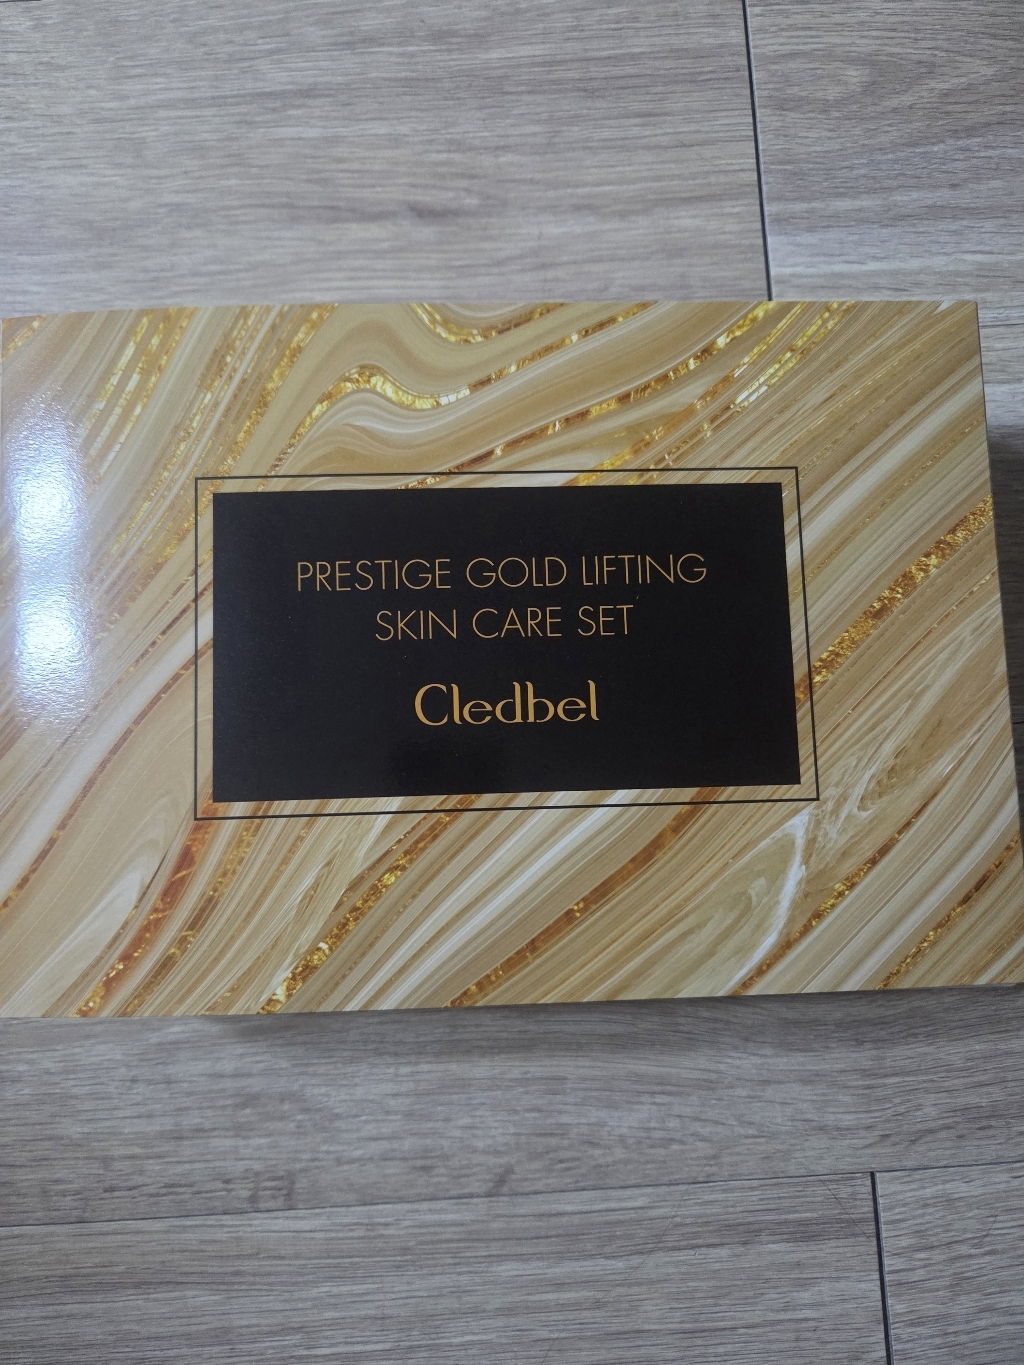 PRESTIGE GOLD LIFTING
SKIN CARE SET
Cledbel